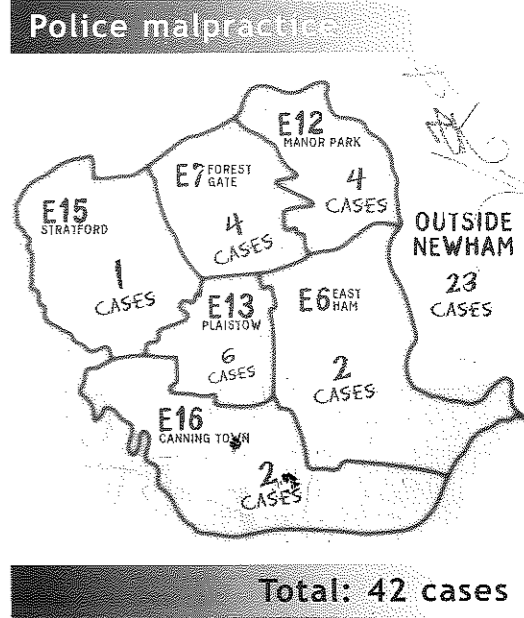 Police malpractice
E12
MANOR PARK
4
CASES
E7 FOREST
GATE
4
CASES
E15
STRATFORD
1
CASES
OUTSIDE
NEWHAM
23
CASES
E13
PLAISTOW
6
CASES
E6 EAST
HAM
2
CASES
E16
CANNING TOWN
2
CASES
Total: 42 cases